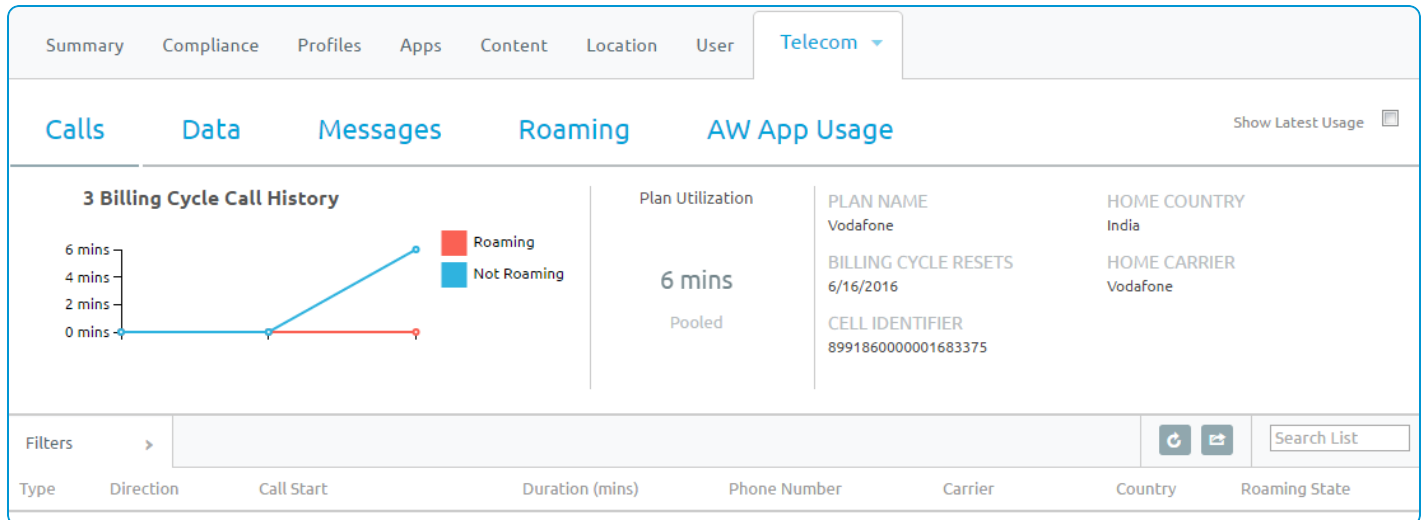 Summary Compliance Profiles Apps Content Location User Telecom
Calls Data Messages Roaming AW App Usage Show Latest Usage
3 Billing Cycle Call History
6 mins
4 mins
2 mins
0 mins
Roaming
Not Roaming
Plan Utilization
6 mins
Pooled
PLAN NAME
Vodafone
BILLING CYCLE RESETS
6/16/2016
CELL IDENTIFIER
8991860000001683375
HOME COUNTRY
India
HOME CARRIER
Vodafone
Filters Search List
Type Direction Call Start Duration (mins) Phone Number Carrier Country Roaming State